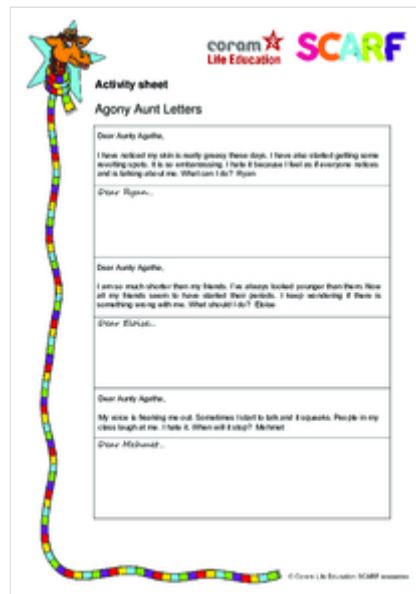 coram
Life Education
SCARF
Activity sheet
Agony Aunt Letters
Dear Aunty Agatha,
I have noticed my skin is really greasy these days. I have also started getting some
revolting spots. It is so embarrassing. I hate it because I feel as if everyone notices
and is talking about me. What can I do? Ryan
Dear Ryan..
Dear Aunty Agatha,
I am so much shorter than my friends. I've always looked younger than them. Now
all my friends seem to have started their periods. I keep wondering if there is
something wrong with me. What should I do? Eloise
Dear Eloise..
Dear Aunty Agatha,
My voice is freaking me out. Sometimes I start to talk and it squeaks. People in my
class laugh at me. I hate it. When will it stop? Mehmet
Dear Mehmet..
© Coram Life Education SCARF resources